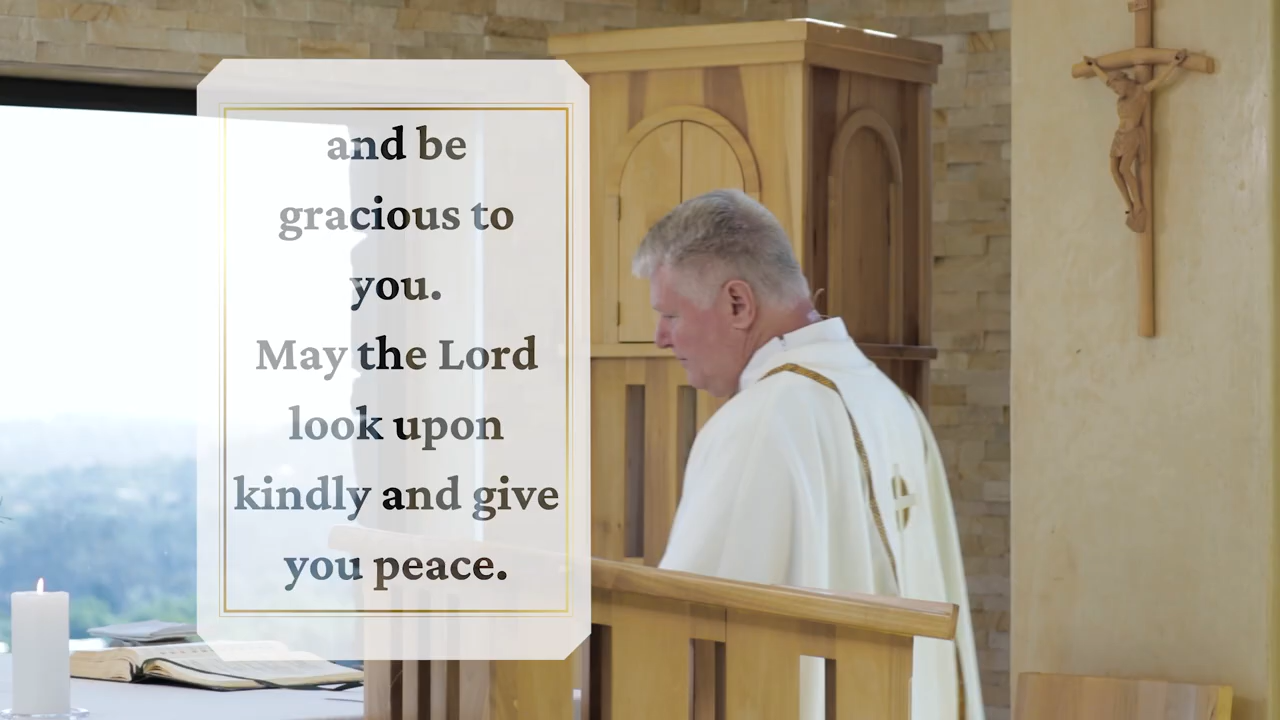 and be
gracious to
you.
May the Lord
look upon
kindly and give
you peace.